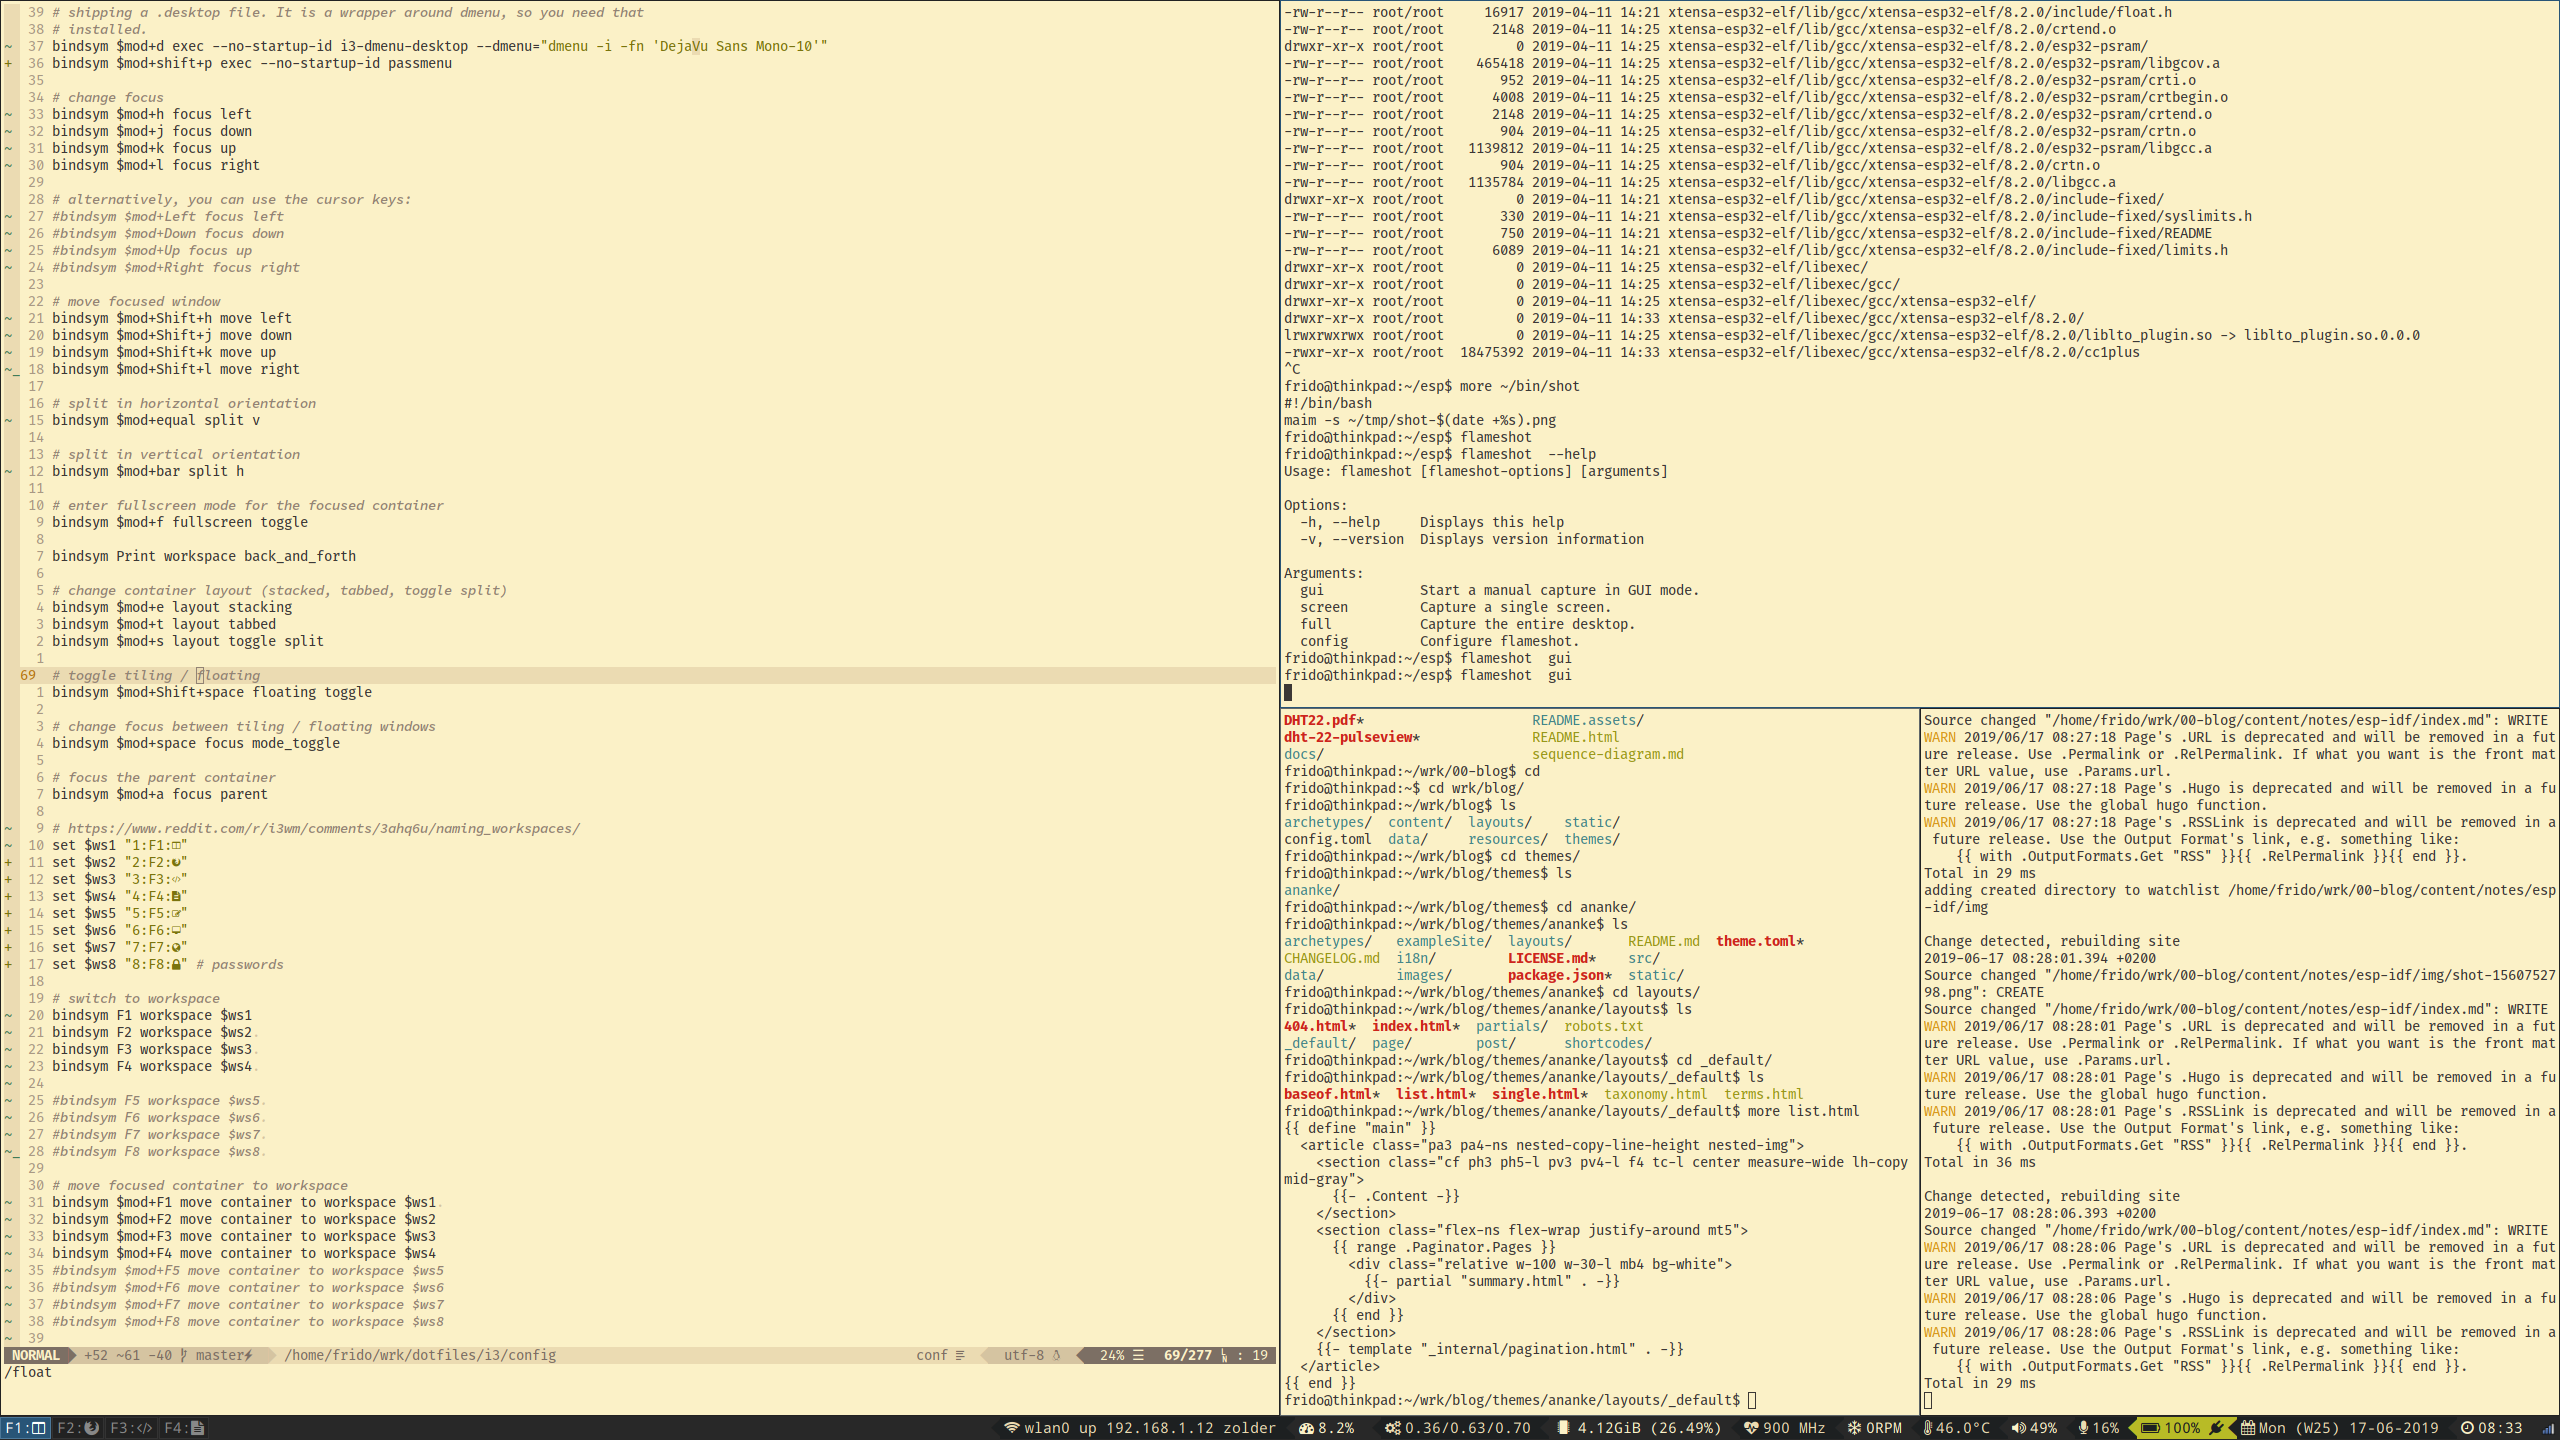 39 # shipping a .desktop file. It is a wrapper around dmenu, so you need that
38 # installed.
~ 37 bindsym $mod+d exec --no-startup-id i3-dmenu-desktop --dmenu="dmenu -i -fn 'DejaVu Sans Mono-10'"
+ 36 bindsym $mod+shift+p exec --no-startup-id passmenu
35
34 # change focus
~ 33 bindsym $mod+h focus left
~ 32 bindsym $mod+j focus down
~ 31 bindsym $mod+k focus up
~ 30 bindsym $mod+l focus right
29
28 # alternatively, you can use the cursor keys:
~ 27 #bindsym $mod+Left focus left
~ 26 #bindsym $mod+Down focus down
~ 25 #bindsym $mod+Up focus up
~ 24 #bindsym $mod+Right focus right
23
22 # move focused window
~ 21 bindsym $mod+Shift+h move left
~ 20 bindsym $mod+Shift+j move down
~ 19 bindsym $mod+Shift+k move up
~_ 18 bindsym $mod+Shift+l move right
17
16 # split in horizontal orientation
~ 15 bindsym $mod+equal split v
14
13 # split in vertical orientation
~ 12 bindsym $mod+bar split h
11
10 # enter fullscreen mode for the focused container
9 bindsym $mod+f fullscreen toggle
8
7 bindsym Print workspace back_and_forth
6
5 # change container layout (stacked, tabbed, toggle split)
4 bindsym $mod+e layout stacking
3 bindsym $mod+t layout tabbed
2 bindsym $mod+s layout toggle split
1
69 # toggle tiling / floating
1 bindsym $mod+Shift+space floating toggle
2
3 # change focus between tiling / floating windows
4 bindsym $mod+space focus mode_toggle
5
6 # focus the parent container
7 bindsym $mod+a focus parent
8
~ 9 # https://www.reddit.com/r/i3wm/comments/3ahq6u/naming_workspaces/
~ 10 set $ws1 "1:F1:"
+ 11 set $ws2 "2:F2:"
+ 12 set $ws3 "3:F3:</>"
+ 13 set $ws4 "4:F4:"
+ 14 set $ws5 "5:F5:"
+ 15 set $ws6 "6:F6:"
+ 16 set $ws7 "7:F7:"
+ 17 set $ws8 "8:F8:" # passwords
18
19 # switch to workspace
~ 20 bindsym F1 workspace $ws1
~ 21 bindsym F2 workspace $ws2.
~ 22 bindsym F3 workspace $ws3.
~ 23 bindsym F4 workspace $ws4.
~ 24
~ 25 #bindsym F5 workspace $ws5.
~ 26 #bindsym F6 workspace $ws6.
~ 27 #bindsym F7 workspace $ws7.
~_ 28 #bindsym F8 workspace $ws8.
29
30 # move focused container to workspace
~ 31 bindsym $mod+F1 move container to workspace $ws1.
~ 32 bindsym $mod+F2 move container to workspace $ws2
~ 33 bindsym $mod+F3 move container to workspace $ws3
~ 34 bindsym $mod+F4 move container to workspace $ws4
~ 35 #bindsym $mod+F5 move container to workspace $ws5
~ 36 #bindsym $mod+F6 move container to workspace $ws6
~ 37 #bindsym $mod+F7 move container to workspace $ws7
~ 38 #bindsym $mod+F8 move container to workspace $ws8
~ 39
NORMAL +52 ~61 -40 master /home/frido/wrk/dotfiles/i3/config conf utf-8 24% 69/277 : 19
/float
-rw-r--r-- root/root 16917 2019-04-11 14:21 xtensa-esp32-elf/lib/gcc/xtensa-esp32-elf/8.2.0/include/float.h
-rw-r--r-- root/root 2148 2019-04-11 14:25 xtensa-esp32-elf/lib/gcc/xtensa-esp32-elf/8.2.0/crtend.o
drwxr-xr-x root/root 0 2019-04-11 14:25 xtensa-esp32-elf/lib/gcc/xtensa-esp32-elf/8.2.0/esp32-psram/
-rw-r--r-- root/root 465418 2019-04-11 14:25 xtensa-esp32-elf/lib/gcc/xtensa-esp32-elf/8.2.0/esp32-psram/libgcov.a
-rw-r--r-- root/root 952 2019-04-11 14:25 xtensa-esp32-elf/lib/gcc/xtensa-esp32-elf/8.2.0/esp32-psram/crti.o
-rw-r--r-- root/root 4008 2019-04-11 14:25 xtensa-esp32-elf/lib/gcc/xtensa-esp32-elf/8.2.0/esp32-psram/crtbegin.o
-rw-r--r-- root/root 2148 2019-04-11 14:25 xtensa-esp32-elf/lib/gcc/xtensa-esp32-elf/8.2.0/esp32-psram/crtend.o
-rw-r--r-- root/root 904 2019-04-11 14:25 xtensa-esp32-elf/lib/gcc/xtensa-esp32-elf/8.2.0/esp32-psram/crtn.o
-rw-r--r-- root/root 1139812 2019-04-11 14:25 xtensa-esp32-elf/lib/gcc/xtensa-esp32-elf/8.2.0/esp32-psram/libgcc.a
-rw-r--r-- root/root 904 2019-04-11 14:25 xtensa-esp32-elf/lib/gcc/xtensa-esp32-elf/8.2.0/crtn.o
-rw-r--r-- root/root 1135784 2019-04-11 14:25 xtensa-esp32-elf/lib/gcc/xtensa-esp32-elf/8.2.0/libgcc.a
drwxr-xr-x root/root 0 2019-04-11 14:21 xtensa-esp32-elf/lib/gcc/xtensa-esp32-elf/8.2.0/include-fixed/
-rw-r--r-- root/root 330 2019-04-11 14:21 xtensa-esp32-elf/lib/gcc/xtensa-esp32-elf/8.2.0/include-fixed/syslimits.h
-rw-r--r-- root/root 750 2019-04-11 14:21 xtensa-esp32-elf/lib/gcc/xtensa-esp32-elf/8.2.0/include-fixed/README
-rw-r--r-- root/root 6089 2019-04-11 14:21 xtensa-esp32-elf/lib/gcc/xtensa-esp32-elf/8.2.0/include-fixed/limits.h
drwxr-xr-x root/root 0 2019-04-11 14:25 xtensa-esp32-elf/libexec/
drwxr-xr-x root/root 0 2019-04-11 14:25 xtensa-esp32-elf/libexec/gcc/
drwxr-xr-x root/root 0 2019-04-11 14:25 xtensa-esp32-elf/libexec/gcc/xtensa-esp32-elf/
drwxr-xr-x root/root 0 2019-04-11 14:33 xtensa-esp32-elf/libexec/gcc/xtensa-esp32-elf/8.2.0/
lrwxrwxrwx root/root 0 2019-04-11 14:25 xtensa-esp32-elf/libexec/gcc/xtensa-esp32-elf/8.2.0/liblto_plugin.so -> liblto_plugin.so.0.0.0
-rwxr-xr-x root/root 18475392 2019-04-11 14:33 xtensa-esp32-elf/libexec/gcc/xtensa-esp32-elf/8.2.0/cc1plus
^C
frido@thinkpad:~/esp$ more ~/bin/shot
#!/bin/bash
maim -s ~/tmp/shot-$(date +%s).png
frido@thinkpad:~/esp$ flameshot
frido@thinkpad:~/esp$ flameshot --help
Usage: flameshot [flameshot-options] [arguments]
Options:
-h, --help Displays this help
-v, --version Displays version information
Arguments:
gui Start a manual capture in GUI mode.
screen Capture a single screen.
full Capture the entire desktop.
config Configure flameshot.
frido@thinkpad:~/esp$ flameshot gui
frido@thinkpad:~/esp$ flameshot gui
DHT22.pdf* README.assets/
dht-22-pulseview* README.html
docs/ sequence-diagram.md
frido@thinkpad:~/wrk/00-blog$ cd
frido@thinkpad:~$ cd wrk/blog/
frido@thinkpad:~/wrk/blog$ ls
archetypes/ content/ layouts/ static/
config.toml data/ resources/ themes/
frido@thinkpad:~/wrk/blog$ cd themes/
frido@thinkpad:~/wrk/blog/themes$ ls
ananke/
frido@thinkpad:~/wrk/blog/themes$ cd ananke/
frido@thinkpad:~/wrk/blog/themes/ananke$ ls
archetypes/ exampleSite/ layouts/ README.md theme.toml*
CHANGELOG.md i18n/ LICENSE.md* src/
data/ images/ package.json* static/
frido@thinkpad:~/wrk/blog/themes/ananke$ cd layouts/
frido@thinkpad:~/wrk/blog/themes/ananke/layouts$ ls
404.html* index.html* partials/ robots.txt
_default/ page/ post/ shortcodes/
frido@thinkpad:~/wrk/blog/themes/ananke/layouts$ cd _default/
frido@thinkpad:~/wrk/blog/themes/ananke/layouts/_default$ ls
baseof.html* list.html* single.html* taxonomy.html terms.html
frido@thinkpad:~/wrk/blog/themes/ananke/layouts/_default$ more list.html
{{ define "main" }}
<article class="pa3 pa4-ns nested-copy-line-height nested-img">
<section class="cf ph3 ph5-l pv3 pv4-l f4 tc-l center measure-wide lh-copy
mid-gray">
{{- .Content -}}
</section>
<section class="flex-ns flex-wrap justify-around mt5">
{{ range .Paginator.Pages }}
<div class="relative w-100 w-30-l mb4 bg-white">
{{- partial "summary.html" . -}}
</div>
{{ end }}
</section>
{{- template "_internal/pagination.html" . -}}
</article>
{{ end }}
frido@thinkpad:~/wrk/blog/themes/ananke/layouts/_default$
Source changed "/home/frido/wrk/00-blog/content/notes/esp-idf/index.md": WRITE
WARN 2019/06/17 08:27:18 Page's .URL is deprecated and will be removed in a fut
ure release. Use .Permalink or .RelPermalink. If what you want is the front mat
ter URL value, use .Params.url.
WARN 2019/06/17 08:27:18 Page's .Hugo is deprecated and will be removed in a fu
ture release. Use the global hugo function.
WARN 2019/06/17 08:27:18 Page's .RSSLink is deprecated and will be removed in a
future release. Use the Output Format's link, e.g. something like:
{{ with .OutputFormats.Get "RSS" }}{{ .RelPermalink }}{{ end }}.
Total in 29 ms
adding created directory to watchlist /home/frido/wrk/00-blog/content/notes/esp
-idf/img
Change detected, rebuilding site
2019-06-17 08:28:01.394 +0200
Source changed "/home/frido/wrk/00-blog/content/notes/esp-idf/img/shot-15607527
98.png": CREATE
Source changed "/home/frido/wrk/00-blog/content/notes/esp-idf/index.md": WRITE
WARN 2019/06/17 08:28:01 Page's .URL is deprecated and will be removed in a fut
ure release. Use .Permalink or .RelPermalink. If what you want is the front mat
ter URL value, use .Params.url.
WARN 2019/06/17 08:28:01 Page's .Hugo is deprecated and will be removed in a fu
ture release. Use the global hugo function.
WARN 2019/06/17 08:28:01 Page's .RSSLink is deprecated and will be removed in a
future release. Use the Output Format's link, e.g. something like:
{{ with .OutputFormats.Get "RSS" }}{{ .RelPermalink }}{{ end }}.
Total in 36 ms
Change detected, rebuilding site
2019-06-17 08:28:06.393 +0200
Source changed "/home/frido/wrk/00-blog/content/notes/esp-idf/index.md": WRITE
WARN 2019/06/17 08:28:06 Page's .URL is deprecated and will be removed in a fut
ure release. Use .Permalink or .RelPermalink. If what you want is the front mat
ter URL value, use .Params.url.
WARN 2019/06/17 08:28:06 Page's .Hugo is deprecated and will be removed in a fu
ture release. Use the global hugo function.
WARN 2019/06/17 08:28:06 Page's .RSSLink is deprecated and will be removed in a
future release. Use the Output Format's link, e.g. something like:
{{ with .OutputFormats.Get "RSS" }}{{ .RelPermalink }}{{ end }}.
Total in 29 ms
F1: F2: F3:</> F4: wlan0 up 192.168.1.12 zolder 8.2% 0.36/0.63/0.70 4.12GiB (26.49%) 900 MHz 0RPM 46.0°C 49% 16% 100% Mon (W25) 17-06-2019 08:33